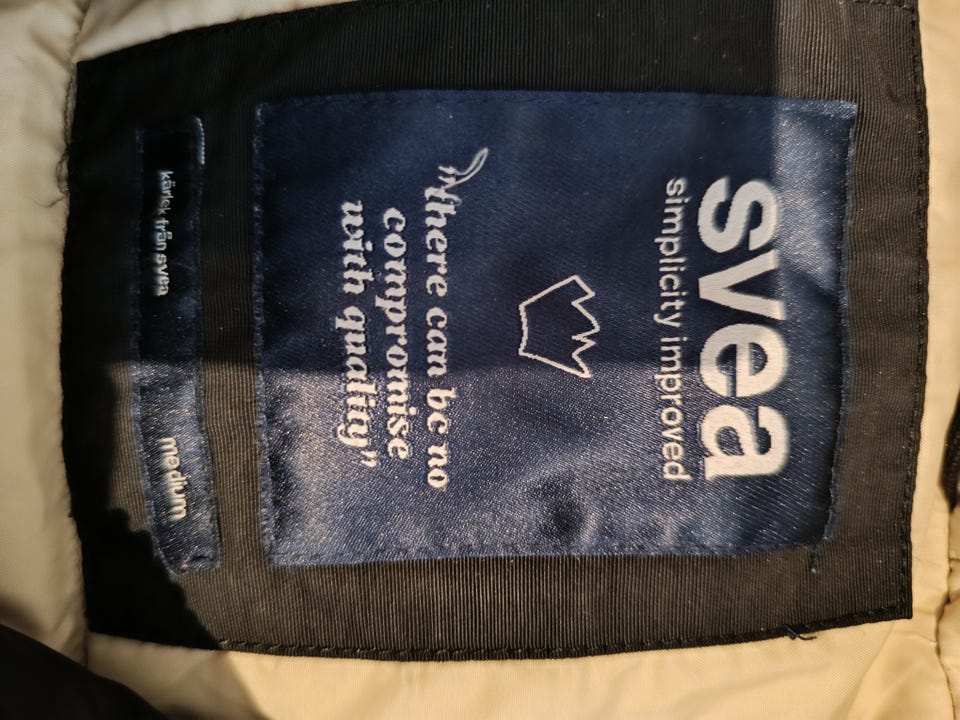 svea
simplicity improved
"there can be no
compromise
with quality"
kärlek från svea
medium